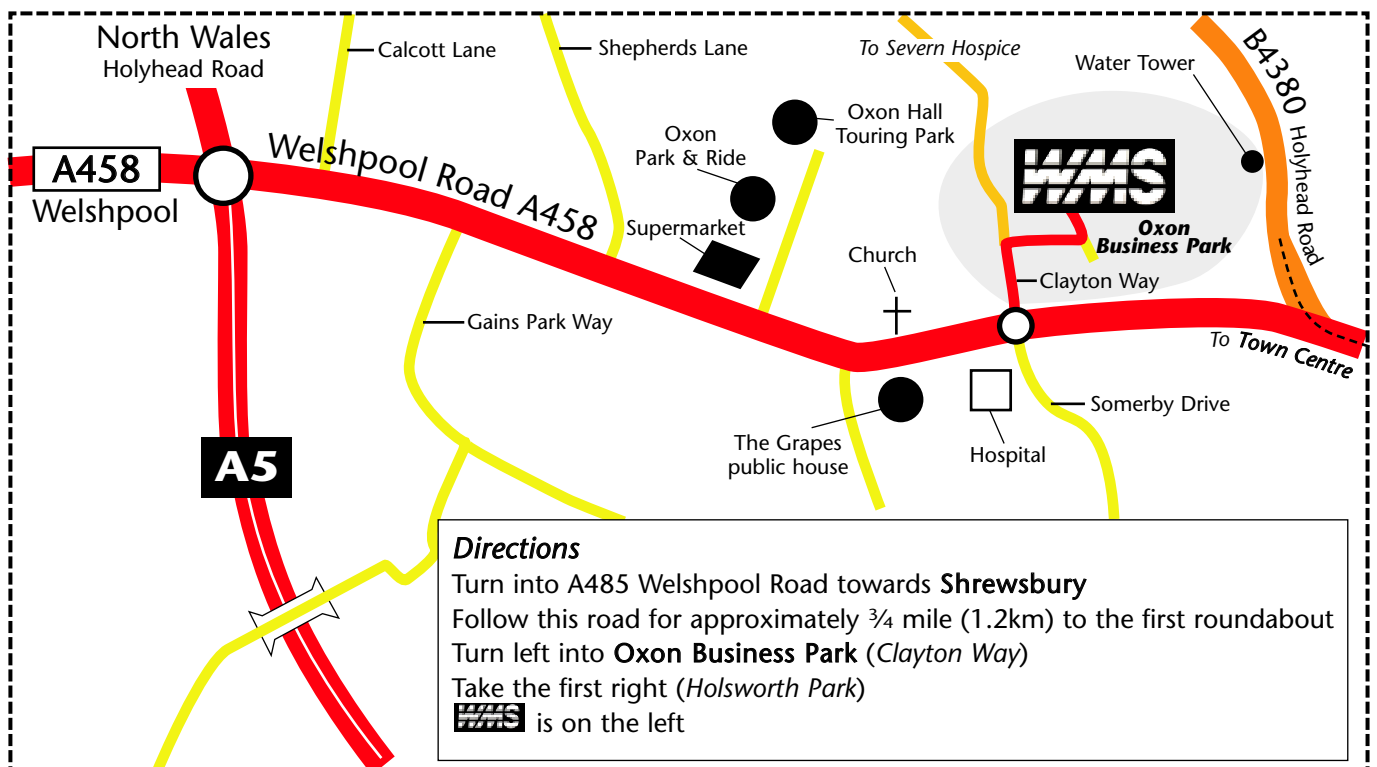 North Wales
Holyhead Road
Calcott Lane
Shepherds Lane
To Severn Hospice
Water Tower
B4380 Holyhead Road
A458
Welshpool
Welshpool Road A458
Oxon
Park & Ride
Oxon Hall
Touring Park
Supermarket
WMS
Oxon
Business Park
Church
Clayton Way
Gains Park Way
To Town Centre
A5
The Grapes
public house
Hospital
Somerby Drive
Directions
Turn into A485 Welshpool Road towards Shrewsbury
Follow this road for approximately ¾ mile (1.2km) to the first roundabout
Turn left into Oxon Business Park (Clayton Way)
Take the first right (Holsworth Park)
WMS is on the left